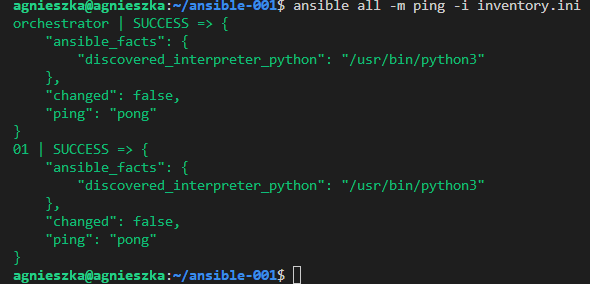 agnieszka@agnieszka:~/ansible-001$ ansible all -m ping -i inventory.ini
orchestrator | SUCCESS => {
    "ansible_facts": {
        "discovered_interpreter_python": "/usr/bin/python3"
    },
    "changed": false,
    "ping": "pong"
}
01 | SUCCESS => {
    "ansible_facts": {
        "discovered_interpreter_python": "/usr/bin/python3"
    },
    "changed": false,
    "ping": "pong"
}
agnieszka@agnieszka:~/ansible-001$